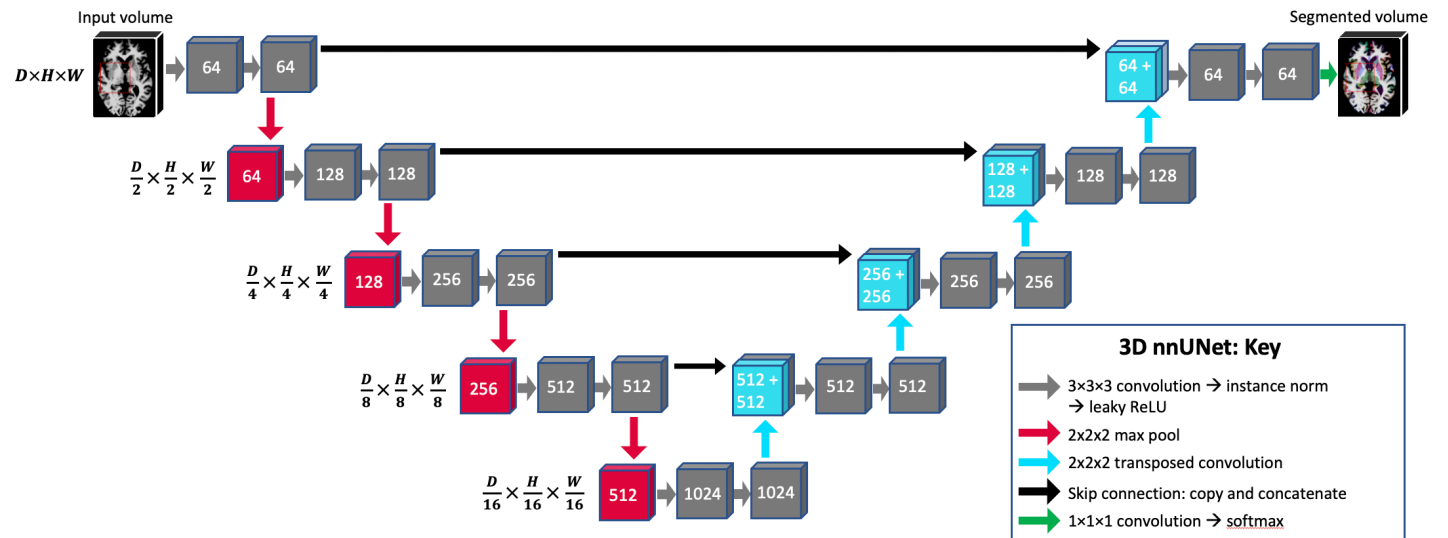 Input volume
Segmented volume
D×H×W
64
64
64 +
64
64
64
D/2 × H/2 × W/2
64
128
128
128 +
128
128
128
D/4 × H/4 × W/4
128
256
256
256 +
256
256
256
D/8 × H/8 × W/8
256
512
512
512 +
512
512
512
D/16 × H/16 × W/16
512
1024
1024
3D nnUNet: Key
3×3×3 convolution → instance norm
→ leaky ReLU
2x2x2 max pool
2x2x2 transposed convolution
Skip connection: copy and concatenate
1×1×1 convolution → softmax